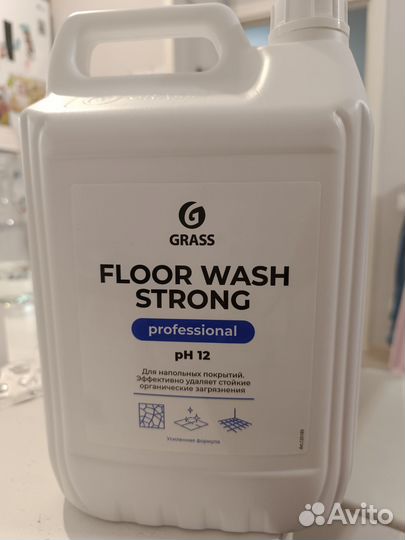 GRASS
FLOOR WASH
STRONG
professional
pH 12
Для напольных покрытий.
Эффективно удаляет стойкие
органические загрязнения
Усиленная формула
Avito